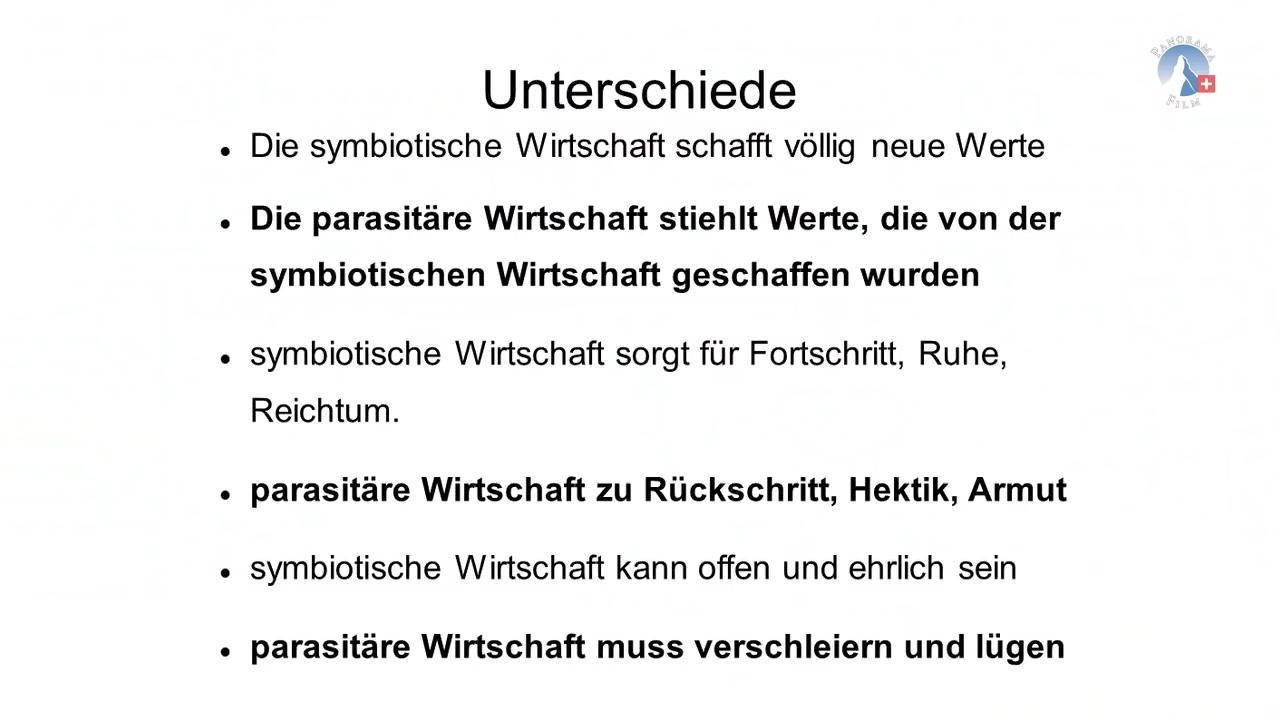 PANORAMA
FILM
Unterschiede
Die symbiotische Wirtschaft schafft völlig neue Werte
Die parasitäre Wirtschaft stiehlt Werte, die von der
symbiotischen Wirtschaft geschaffen wurden
symbiotische Wirtschaft sorgt für Fortschritt, Ruhe,
Reichtum.
parasitäre Wirtschaft zu Rückschritt, Hektik, Armut
symbiotische Wirtschaft kann offen und ehrlich sein
parasitäre Wirtschaft muss verschleiern und lügen